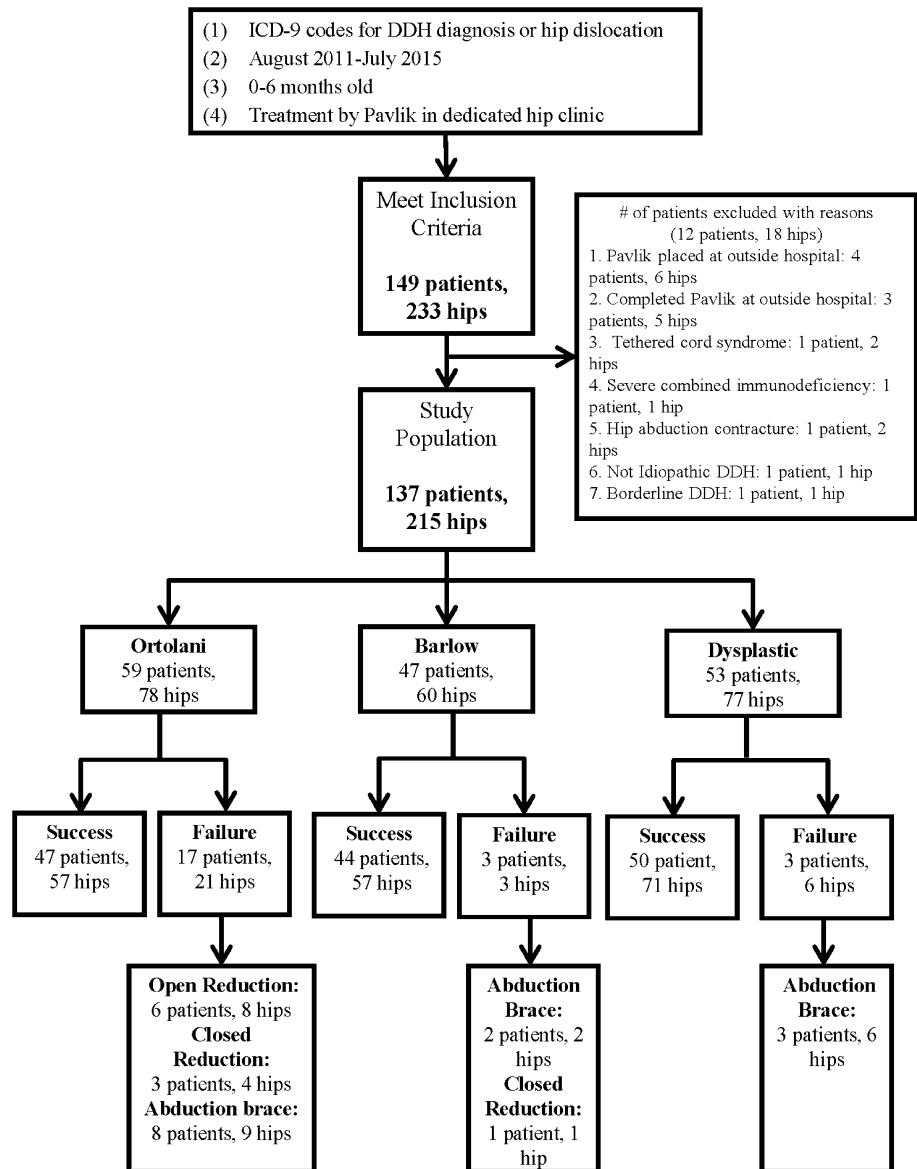 (1) ICD-9 codes for DDH diagnosis or hip dislocation
(2) August 2011-July 2015
(3) 0-6 months old
(4) Treatment by Pavlik in dedicated hip clinic
Meet Inclusion
Criteria
149 patients,
233 hips
# of patients excluded with reasons
(12 patients, 18 hips)
1. Pavlik placed at outside hospital: 4
patients, 6 hips
2. Completed Pavlik at outside hospital: 3
patients, 5 hips
3. Tethered cord syndrome: 1 patient, 2
hips
4. Severe combined immunodeficiency: 1
patient, 1 hip
5. Hip abduction contracture: 1 patient, 2
hips
6. Not Idiopathic DDH: 1 patient, 1 hip
7. Borderline DDH: 1 patient, 1 hip
Study
Population
137 patients,
215 hips
Ortolani
59 patients,
78 hips
Barlow
47 patients,
60 hips
Dysplastic
53 patients,
77 hips
Success
47 patients,
57 hips
Failure
17 patients,
21 hips
Success
44 patients,
57 hips
Failure
3 patients,
3 hips
Success
50 patient,
71 hips
Failure
3 patients,
6 hips
Open Reduction:
6 patients, 8 hips
Closed
Reduction:
3 patients, 4 hips
Abduction brace:
8 patients, 9 hips
Abduction
Brace:
2 patients, 2
hips
Closed
Reduction:
1 patient, 1
hip
Abduction
Brace:
3 patients, 6
hips